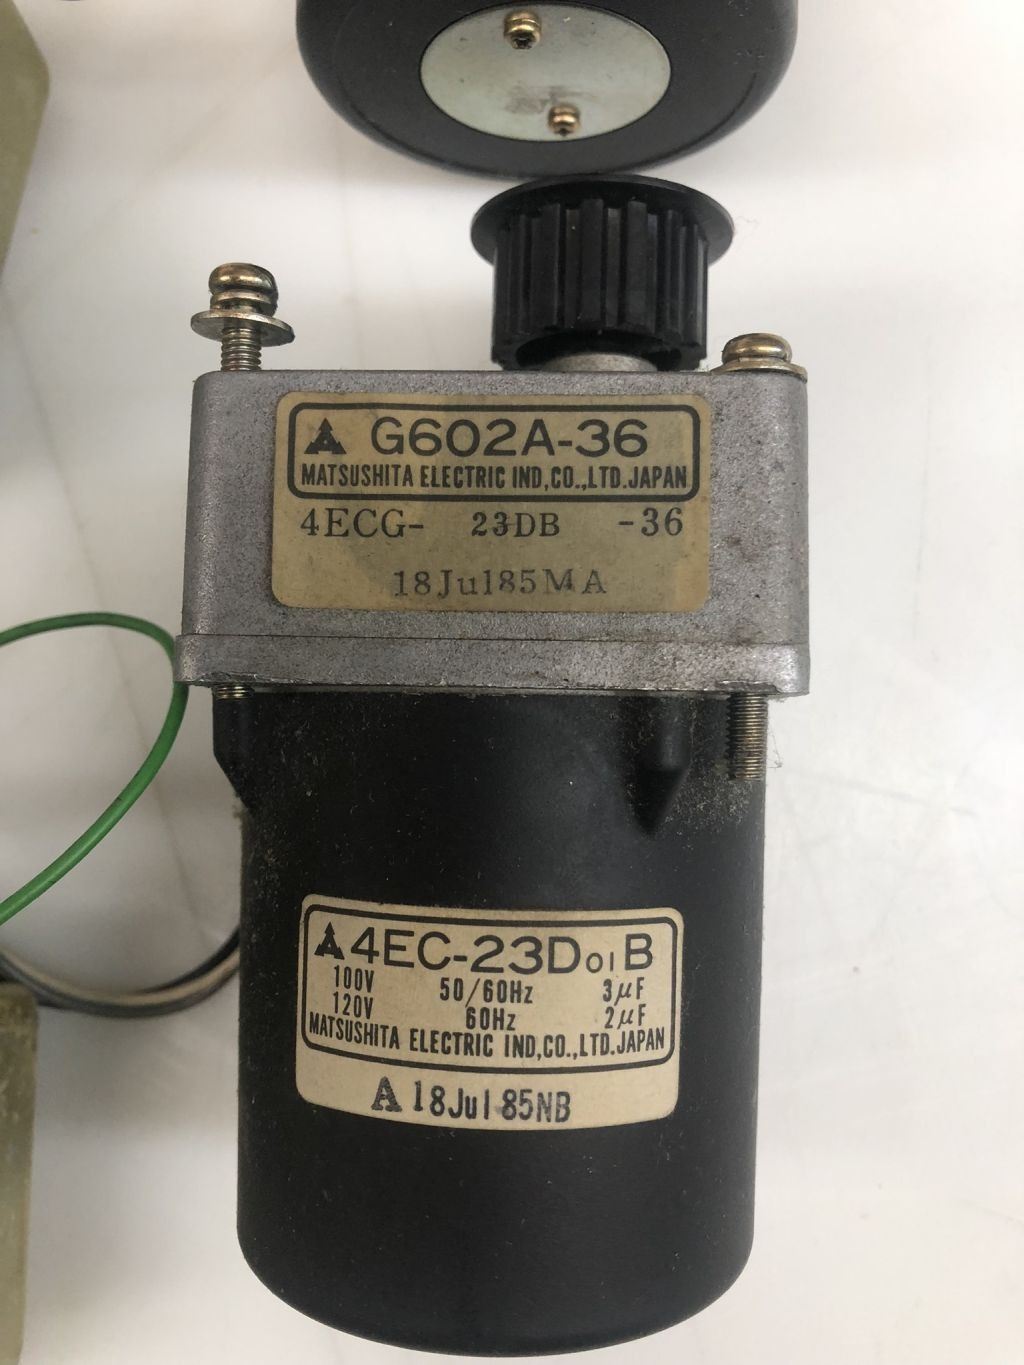 G602A-36
MATSUSHITA ELECTRIC IND,CO.,LTD.JAPAN
4ECG- 23DB -36
18Jul85MA
4EC-23D01B
100V 50/60Hz 3μF
120V 60Hz 2μF
MATSUSHITA ELECTRIC IND,CO.,LTD.JAPAN
A 18Jul85NB